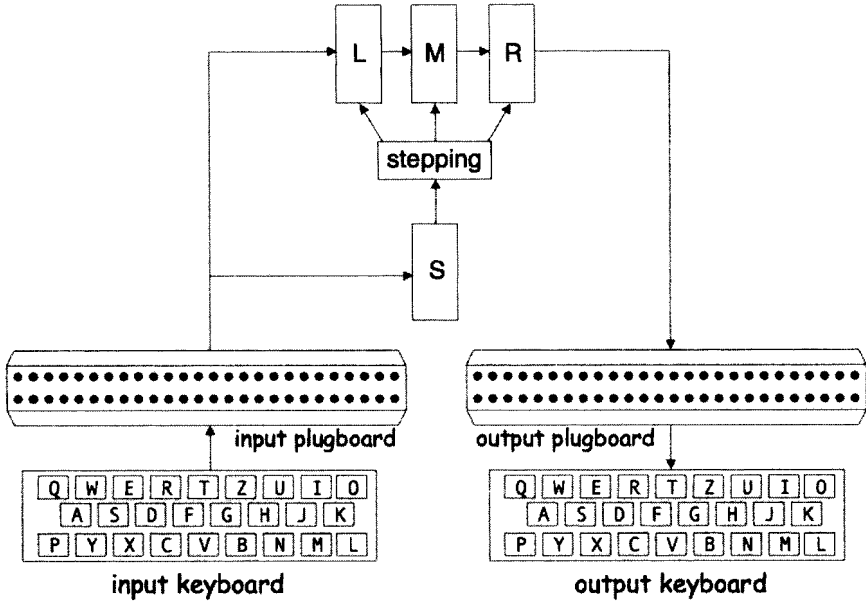 L M R
stepping
S
input plugboard output plugboard
Q W E R T Z U I O Q W E R T Z U I O
A S D F G H J K A S D F G H J K
P Y X C V B N M L P Y X C V B N M L
input keyboard output keyboard